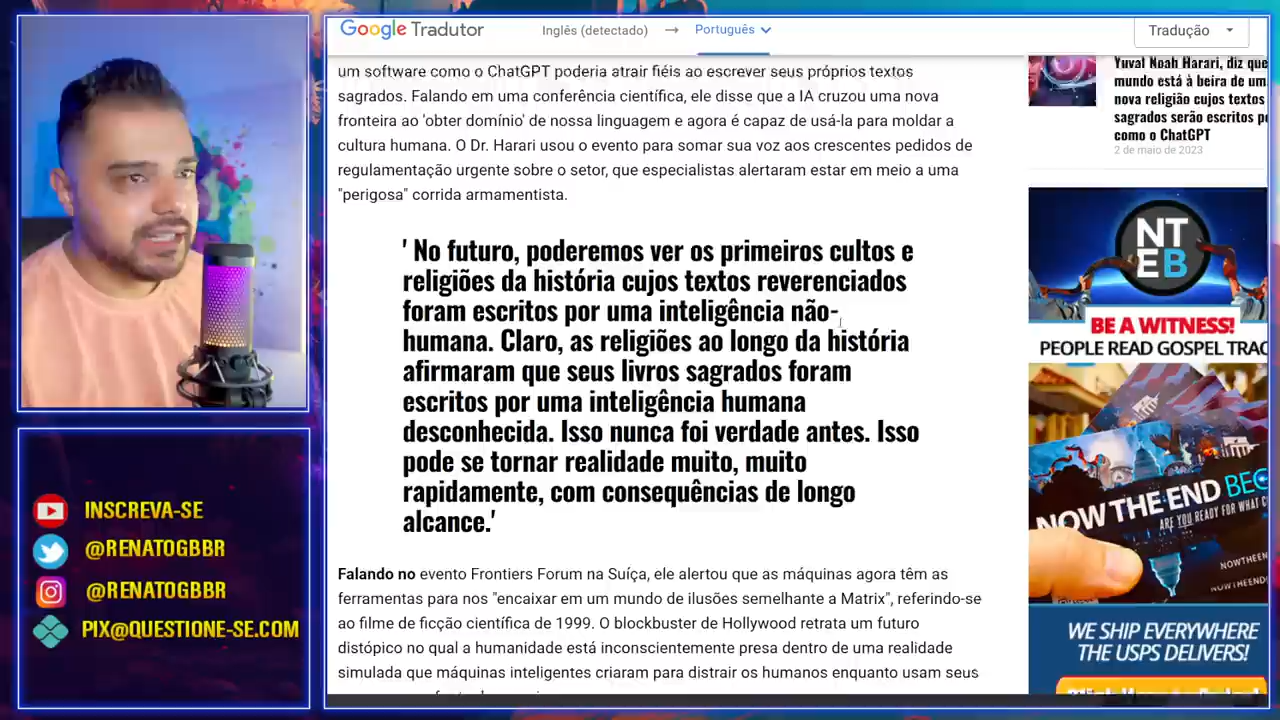 Google Tradutor
Inglês (detectado) → Português
Tradução
um software como o ChatGPT poderia atrair fiéis ao escrever seus próprios textos
sagrados. Falando em uma conferência científica, ele disse que a IA cruzou uma nova
fronteira ao 'obter domínio' de nossa linguagem e agora é capaz de usá-la para moldar a
cultura humana. O Dr. Harari usou o evento para somar sua voz aos crescentes pedidos de
regulamentação urgente sobre o setor, que especialistas alertaram estar em meio a uma
"perigosa" corrida armamentista.
' No futuro, poderemos ver os primeiros cultos e
religiões da história cujos textos reverenciados
foram escritos por uma inteligência não-
humana. Claro, as religiões ao longo da história
afirmaram que seus livros sagrados foram
escritos por uma inteligência humana
desconhecida. Isso nunca foi verdade antes. Isso
pode se tornar realidade muito, muito
rapidamente, com consequências de longo
alcance.'
Falando no evento Frontiers Forum na Suíça, ele alertou que as máquinas agora têm as
ferramentas para nos "encaixar em um mundo de ilusões semelhante a Matrix", referindo-se
ao filme de ficção científica de 1999. O blockbuster de Hollywood retrata um futuro
distópico no qual a humanidade está inconscientemente presa dentro de uma realidade
simulada que máquinas inteligentes criaram para distrair os humanos enquanto usam seus
Yuval Noah Harari, diz que
mundo está à beira de um
nova religião cujos textos
sagrados serão escritos p
como o ChatGPT
2 de maio de 2023
NT
EB
BE A WITNESS!
PEOPLE READ GOSPEL TRAC
NOW THE END BEG
ARE YOU READY FOR WHAT C
NOWTHEEND
NOWTHEEND
WE SHIP EVERYWHERE
THE USPS DELIVERS!
INSCREVA-SE
@RENATOGBBR
@RENATOGBBR
PIX@QUESTIONE-SE.COM